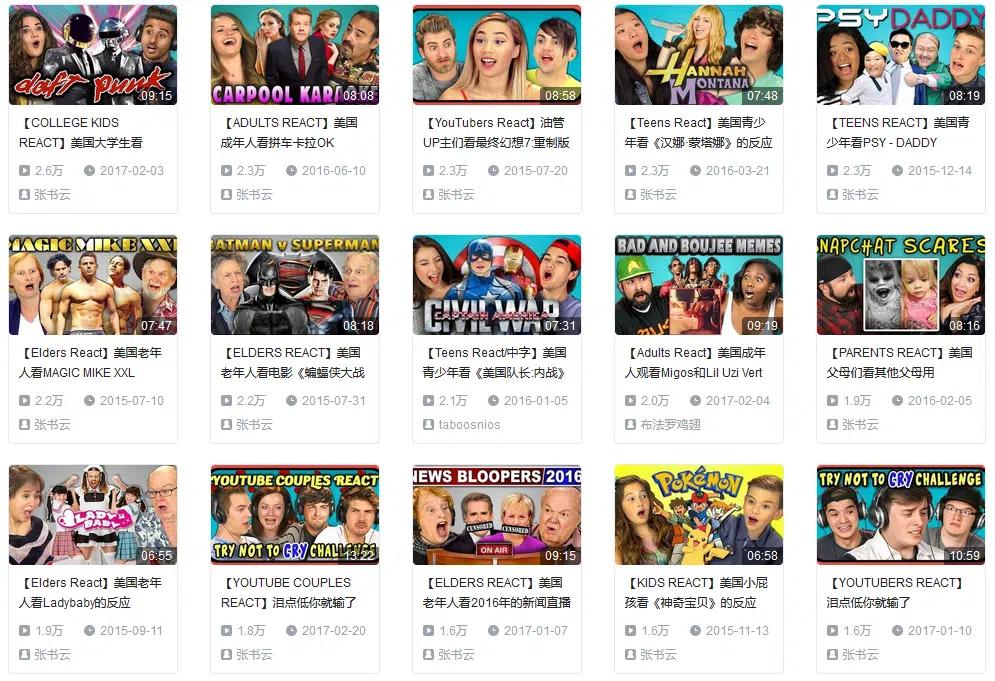 daft punk
09:15
【COLLEGE KIDS
REACT】美国大学生看
2.6万 2017-02-03
张书云
CARPOOL KARA
08:08
【ADULTS REACT】美国
成年人看拼车卡拉OK
2.3万 2016-06-10
张书云
08:58
【YouTubers React】油管
UP主们看最终幻想7:重制版
2.3万 2015-07-20
张书云
HANNAH
MONTANA
07:48
【Teens React】美国青少
年看《汉娜·蒙塔娜》的反应
2.3万 2016-03-21
张书云
PSY DADDY
08:19
【TEENS REACT】美国青
少年看PSY - DADDY
2.3万 2015-12-14
张书云
MAGIC MIKE XXL
07:47
【Elders React】美国老年
人看MAGIC MIKE XXL
2.2万 2015-07-10
张书云
BATMAN v SUPERMAN
08:18
【ELDERS REACT】美国
老年人看电影《蝙蝠侠大战
2.2万 2015-07-31
张书云
CIVIL WAR
CAPTAIN AMERICA
07:31
【Teens React/中字】美国
青少年看《美国队长:内战》
2.1万 2016-01-05
taboosnios
BAD AND BOUJEE MEMES
09:19
【Adults React】美国成年
人观看Migos和Lil Uzi Vert
2.0万 2017-02-04
布法罗鸡翅
SNAPCHAT SCARES
08:16
【PARENTS REACT】美国
父母们看其他父母用
1.9万 2016-02-05
张书云
LADY
BABY
06:55
【Elders React】美国老年
人看Ladybaby的反应
1.9万 2015-09-11
张书云
YOUTUBE COUPLES REACT
TRY NOT TO CRY CHALLENGE
13:22
【YOUTUBE COUPLES
REACT】泪点低你就输了
1.8万 2017-02-20
张书云
NEWS BLOOPERS 2016
CENSORED CENSORED
ON AIR
09:15
【ELDERS REACT】美国
老年人看2016年的新闻直播
1.6万 2017-01-07
张书云
Pokémon
06:58
【KIDS REACT】美国小屁
孩看《神奇宝贝》的反应
1.6万 2015-11-13
张书云
TRY NOT TO CRY CHALLENGE
10:59
【YOUTUBERS REACT】
泪点低你就输了
1.6万 2017-01-10
张书云